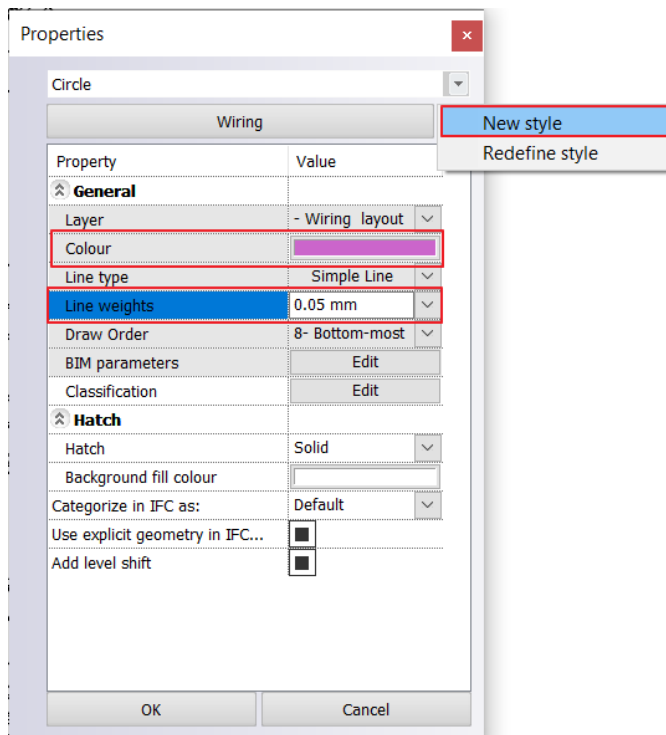 Properties
Circle
Wiring
New style
Redefine style
Property Value
General
Layer - Wiring layout
Colour
Line type Simple Line
Line weights 0.05 mm
Draw Order 8- Bottom-most
BIM parameters Edit
Classification Edit
Hatch
Hatch Solid
Background fill colour
Categorize in IFC as: Default
Use explicit geometry in IFC...
Add level shift
OK Cancel